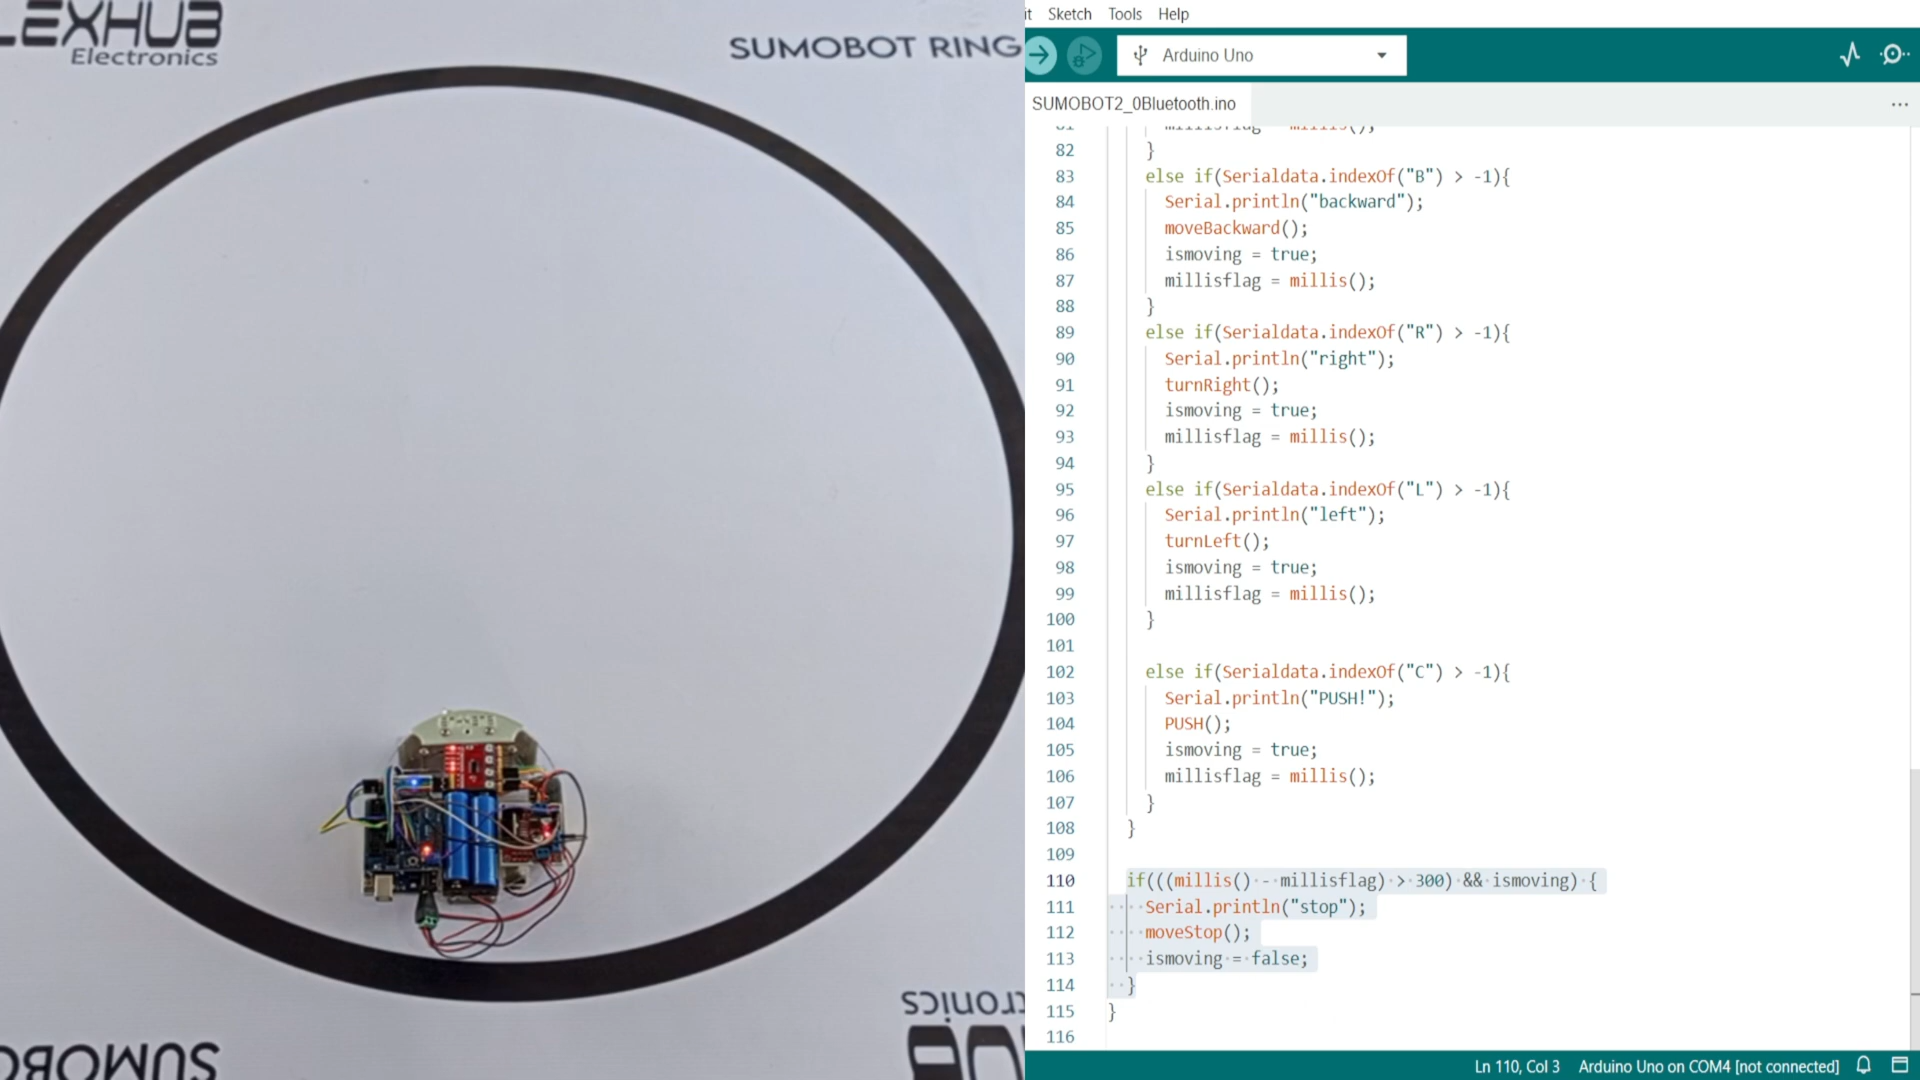 LEXHUB
Electronics
SUMOBOT RING
SUMOBO
ctronics
HUB
it Sketch Tools Help
Arduino Uno
SUMOBOT2_0Bluetooth.ino
81 millisflag = millis();
82 }
83 else if(Serialdata.indexOf("B") > -1){
84 Serial.println("backward");
85 moveBackward();
86 ismoving = true;
87 millisflag = millis();
88 }
89 else if(Serialdata.indexOf("R") > -1){
90 Serial.println("right");
91 turnRight();
92 ismoving = true;
93 millisflag = millis();
94 }
95 else if(Serialdata.indexOf("L") > -1){
96 Serial.println("left");
97 turnLeft();
98 ismoving = true;
99 millisflag = millis();
100 }
101
102 else if(Serialdata.indexOf("C") > -1){
103 Serial.println("PUSH!");
104 PUSH();
105 ismoving = true;
106 millisflag = millis();
107 }
108 }
109
110 if(((millis() - millisflag) > 300) && ismoving) {
111 Serial.println("stop");
112 moveStop();
113 ismoving = false;
114 }
115 }
116
Ln 110, Col 3 Arduino Uno on COM4 [not connected]